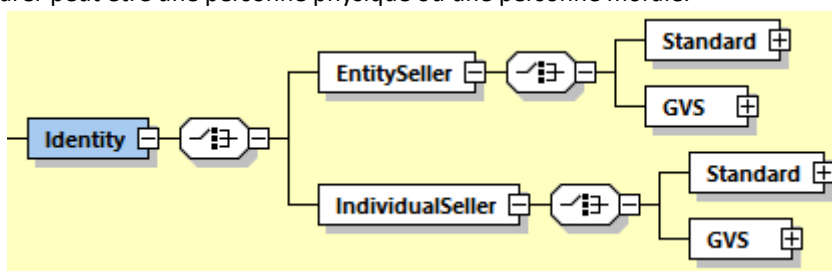 peut être une personne physique ou une personne morale.
Standard
EntitySeller
GVS
Identity
Standard
IndividualSeller
GVS